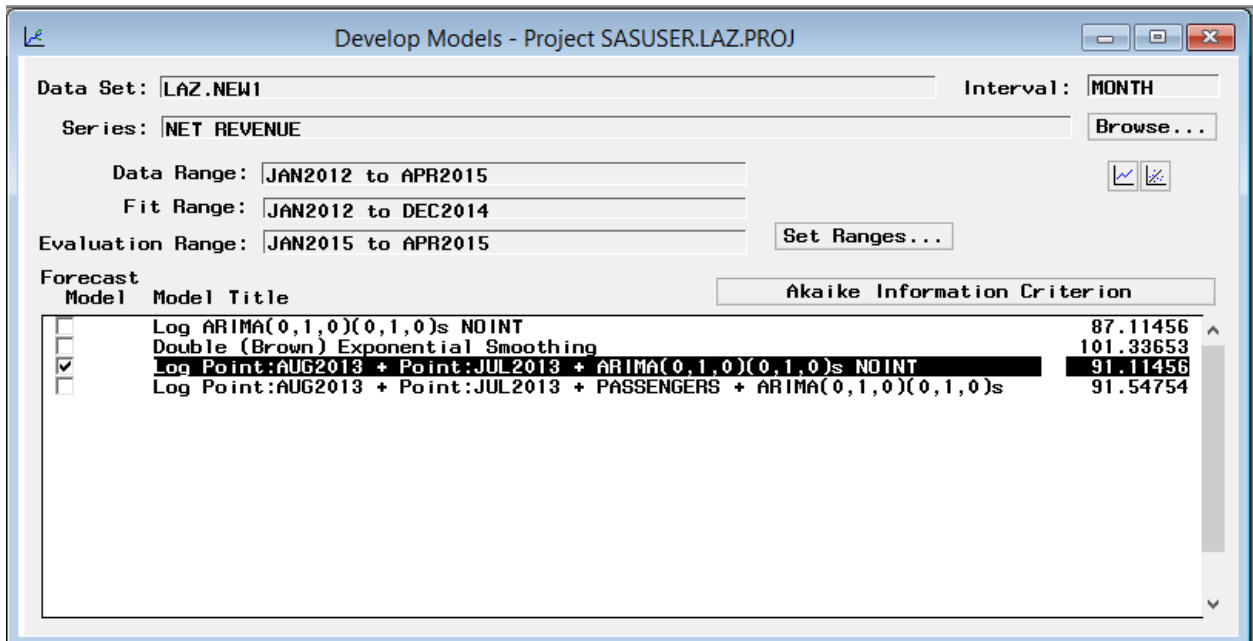 Develop Models - Project SASUSER.LAZ.PROJ
Data Set: LAZ.NEW1 Interval: MONTH
Series: NET REVENUE Browse...
Data Range: JAN2012 to APR2015
Fit Range: JAN2012 to DEC2014
Evaluation Range: JAN2015 to APR2015 Set Ranges...
Forecast
Model Model Title Akaike Information Criterion
Log ARIMA(0,1,0)(0,1,0)s NOINT 87.11456
Double (Brown) Exponential Smoothing 101.33653
Log Point:AUG2013 + Point:JUL2013 + ARIMA(0,1,0)(0,1,0)s NOINT 91.11456
Log Point:AUG2013 + Point:JUL2013 + PASSENGERS + ARIMA(0,1,0)(0,1,0)s 91.54754